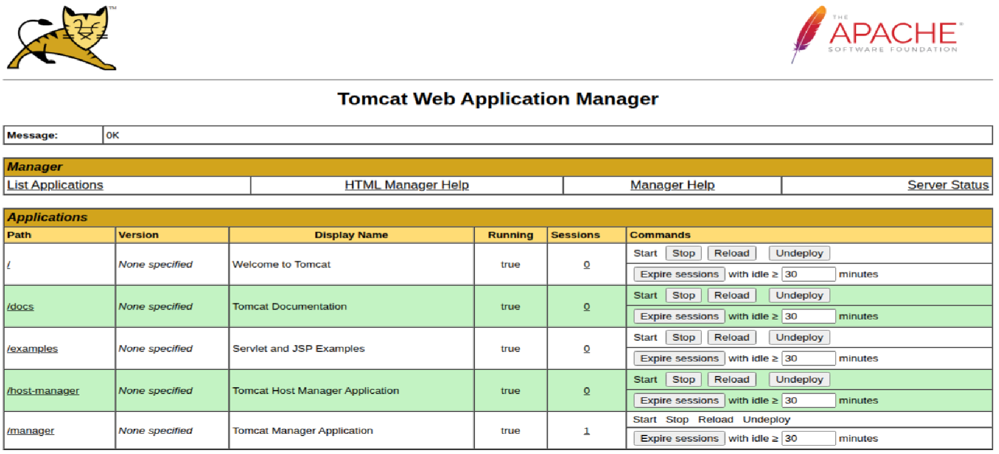 TM
THE
APACHE®
SOFTWARE FOUNDATION
Tomcat Web Application Manager
Message: OK
Manager
List Applications HTML Manager Help Manager Help Server Status
Applications
Path Version Display Name Running Sessions Commands
/ None specified Welcome to Tomcat true 0 Start Stop Reload Undeploy
Expire sessions with idle ≥ 30 minutes
/docs None specified Tomcat Documentation true 0 Start Stop Reload Undeploy
Expire sessions with idle ≥ 30 minutes
/examples None specified Servlet and JSP Examples true 0 Start Stop Reload Undeploy
Expire sessions with idle ≥ 30 minutes
/host-manager None specified Tomcat Host Manager Application true 0 Start Stop Reload Undeploy
Expire sessions with idle ≥ 30 minutes
/manager None specified Tomcat Manager Application true 1 Start Stop Reload Undeploy
Expire sessions with idle ≥ 30 minutes